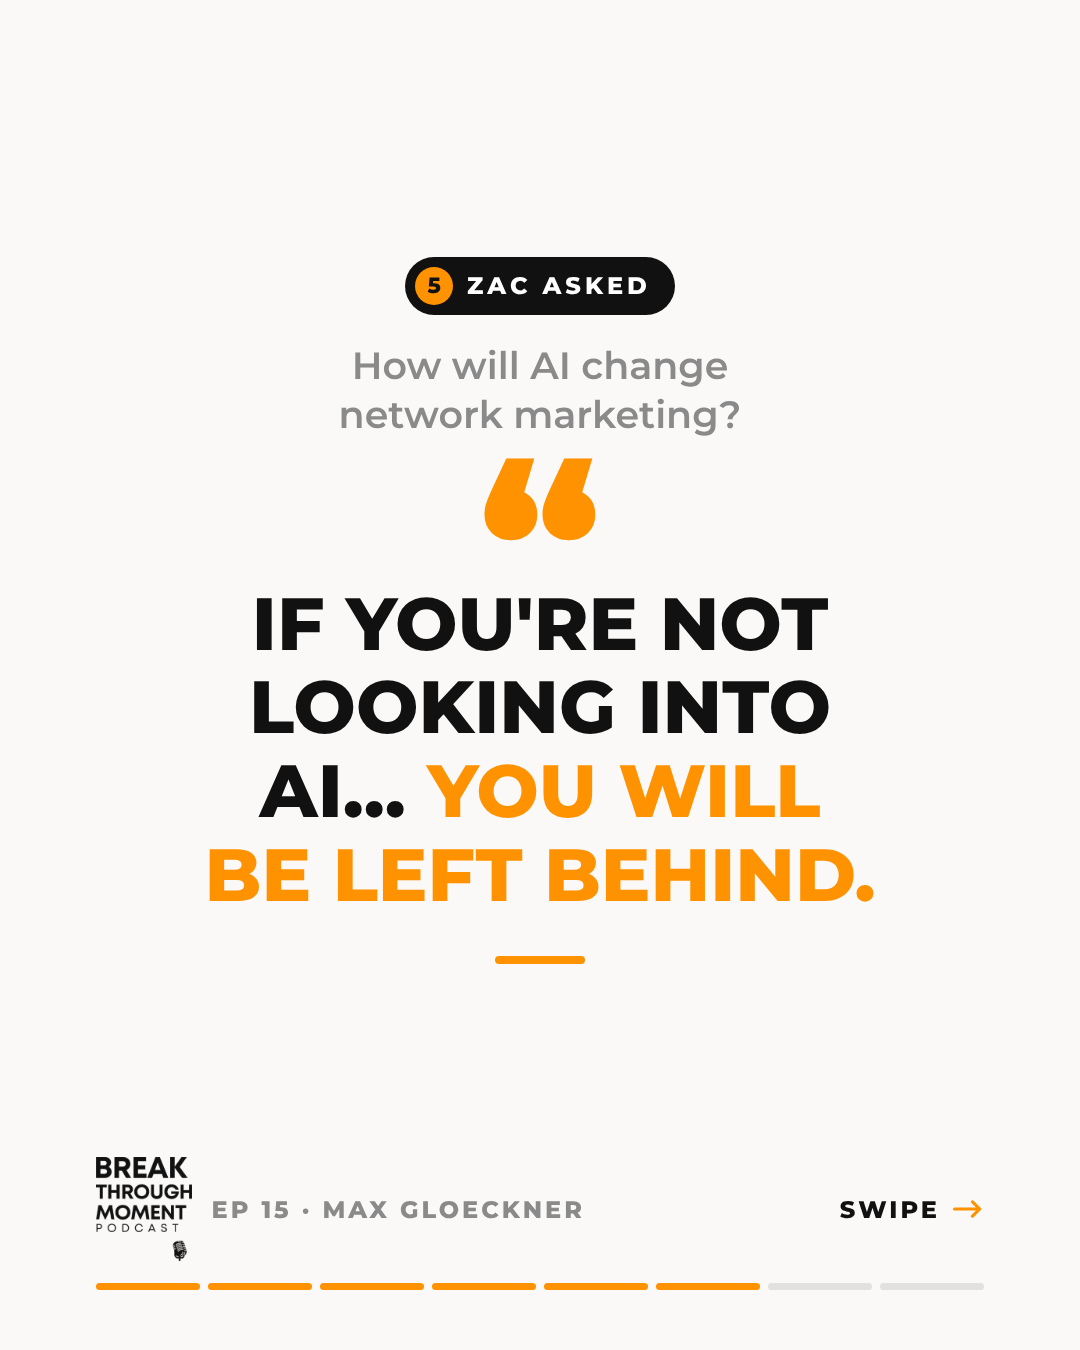 5 ZAC ASKED
How will AI change
network marketing?
“
IF YOU'RE NOT
LOOKING INTO
AI... YOU WILL
BE LEFT BEHIND.
BREAK
THROUGH
MOMENT
PODCAST
EP 15 · MAX GLOECKNER
SWIPE →